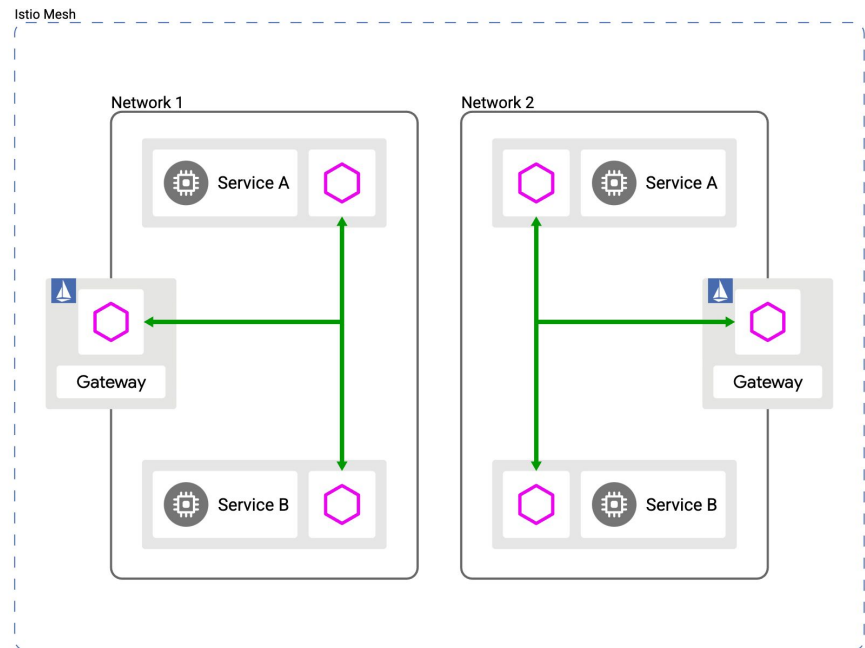 Istio Mesh
Network 1
Network 2
Service A
Service A
Gateway
Gateway
Service B
Service B